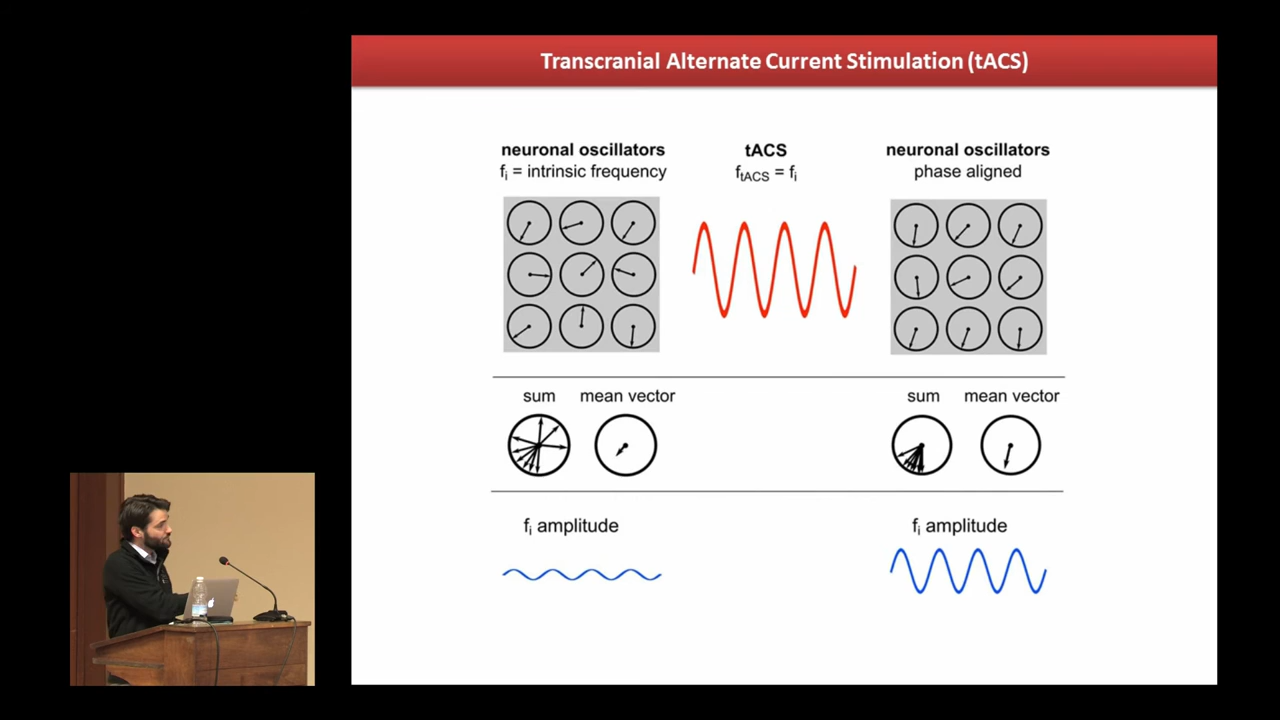 Transcranial Alternate Current Stimulation (tACS)
neuronal oscillators
fi = intrinsic frequency
tACS
ftACS = fi
neuronal oscillators
phase aligned
sum mean vector
sum mean vector
fi amplitude
fi amplitude